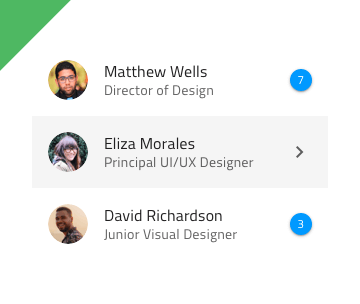 Matthew Wells
Director of Design
7
Eliza Morales
Principal UI/UX Designer
David Richardson
Junior Visual Designer
3